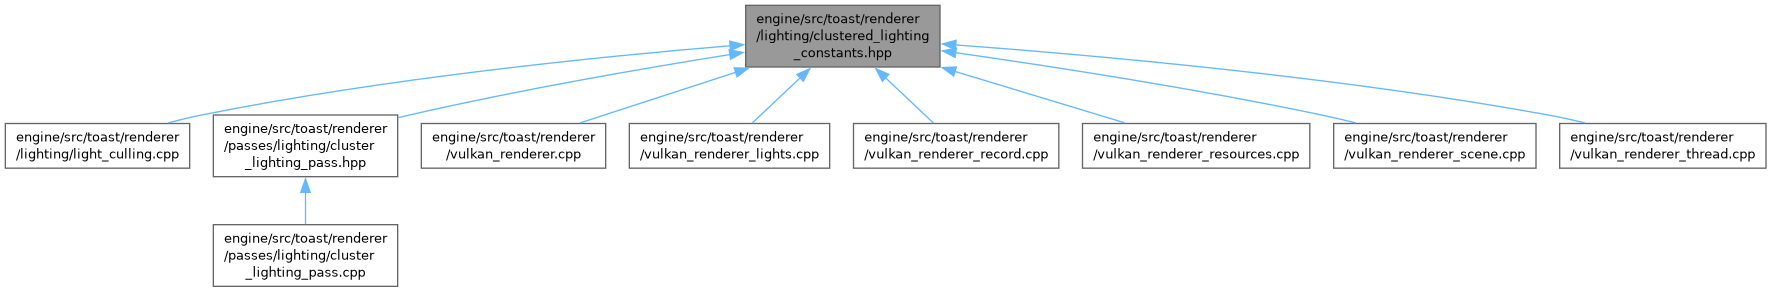 engine/src/toast/renderer
/lighting/clustered_lighting
_constants.hpp
engine/src/toast/renderer
/lighting/light_culling.cpp
engine/src/toast/renderer
/passes/lighting/cluster
_lighting_pass.hpp
engine/src/toast/renderer
/vulkan_renderer.cpp
engine/src/toast/renderer
/vulkan_renderer_lights.cpp
engine/src/toast/renderer
/vulkan_renderer_record.cpp
engine/src/toast/renderer
/vulkan_renderer_resources.cpp
engine/src/toast/renderer
/vulkan_renderer_scene.cpp
engine/src/toast/renderer
/vulkan_renderer_thread.cpp
engine/src/toast/renderer
/passes/lighting/cluster
_lighting_pass.cpp